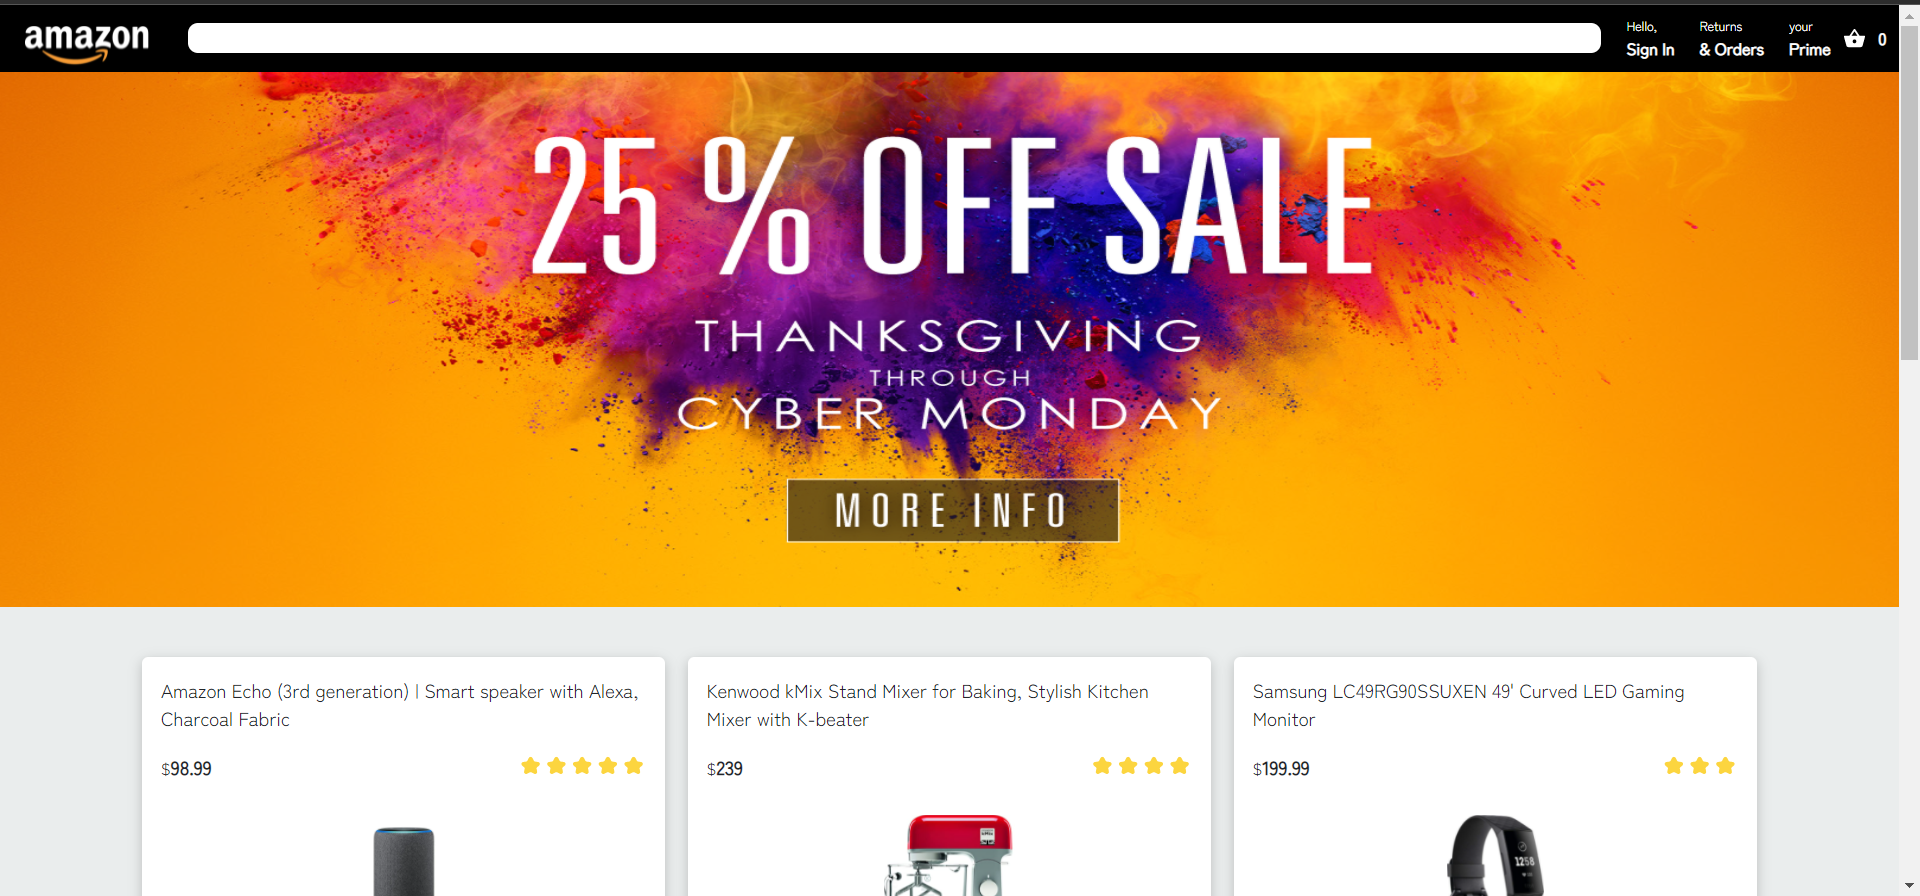 amazon
Hello,
Sign In
Returns
& Orders
your
Prime
0
25 % OFF SALE
THANKSGIVING
THROUGH
CYBER MONDAY
MORE INFO
Amazon Echo (3rd generation) | Smart speaker with Alexa,
Charcoal Fabric
$98.99
Kenwood kMix Stand Mixer for Baking, Stylish Kitchen
Mixer with K-beater
$239
Samsung LC49RG90SSUXEN 49' Curved LED Gaming
Monitor
$199.99
12:58